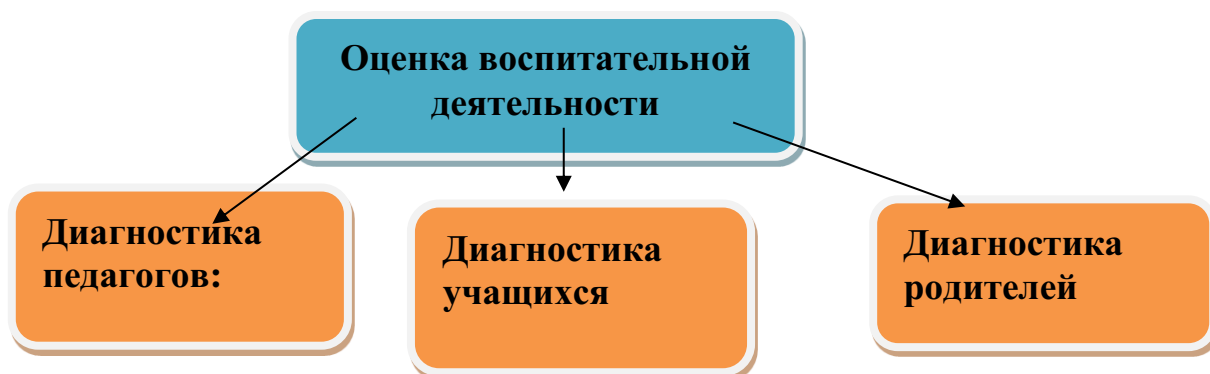 Оценка воспитательной
деятельности
Диагностика
педагогов:
Диагностика
учащихся
Диагностика
родителей